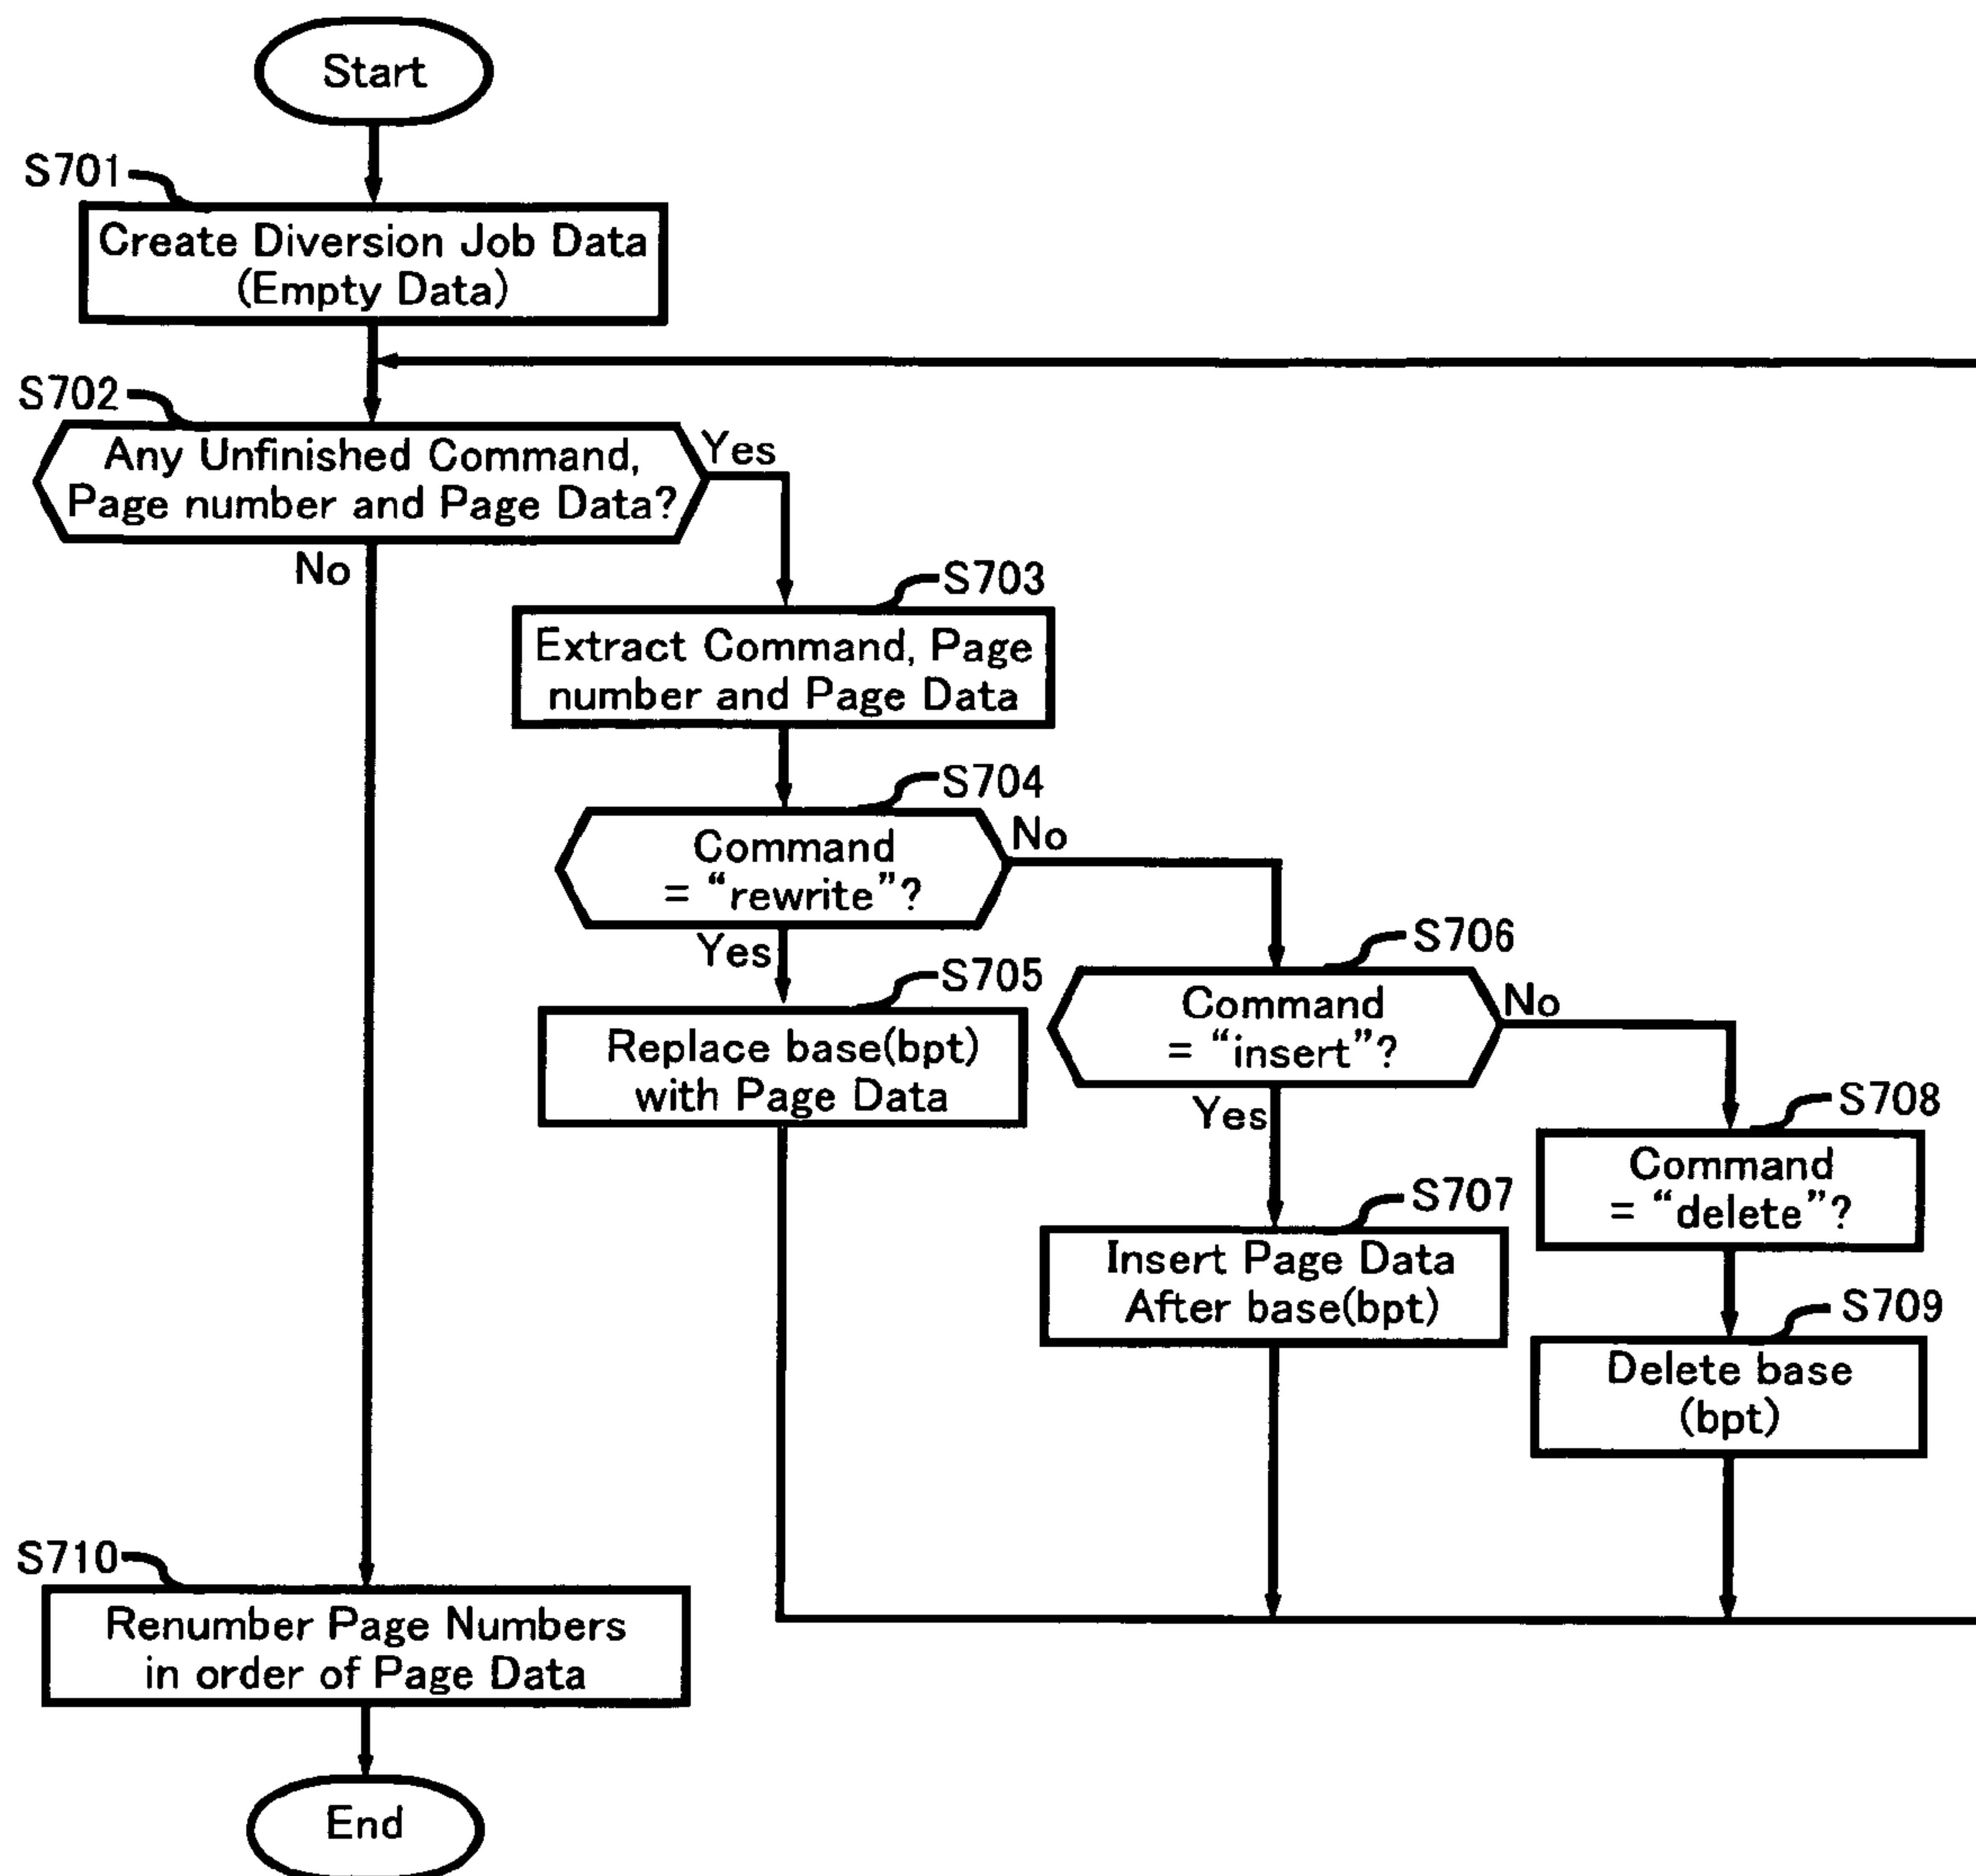 Start
S701
Create Diversion Job Data
(Empty Data)
S702
Any Unfinished Command,
Page number and Page Data?
Yes
No
S703
Extract Command, Page
number and Page Data
S704
Command
= “rewrite”?
No
Yes
S705
Replace base(bpt)
with Page Data
S706
Command
= “insert”?
No
Yes
S707
Insert Page Data
After base(bpt)
S708
Command
= “delete”?
S709
Delete base
(bpt)
S710
Renumber Page Numbers
in order of Page Data
End